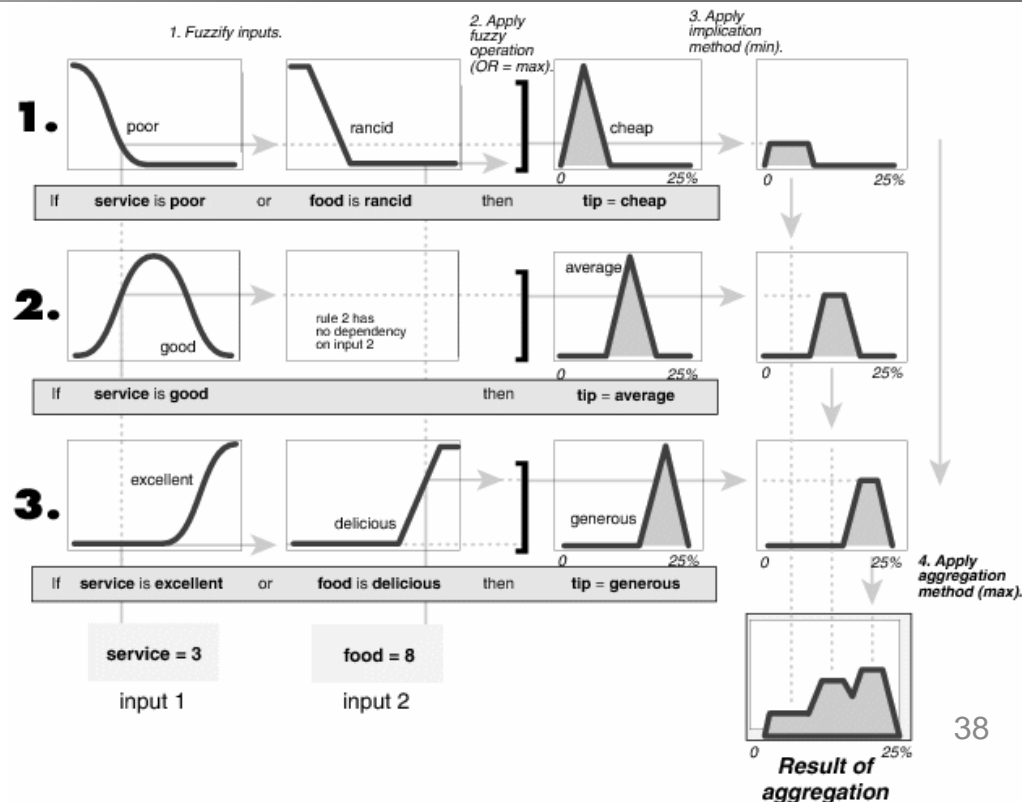 1. Fuzzify inputs.
2. Apply
fuzzy
operation
(OR = max).
3. Apply
implication
method (min).
1.
poor
rancid
cheap
0 25%
0 25%
If service is poor or food is rancid then tip = cheap
2.
good
rule 2 has
no dependency
on input 2
average
0 25%
0 25%
If service is good then tip = average
3.
excellent
delicious
generous
0 25%
0 25%
If service is excellent or food is delicious then tip = generous
4. Apply
aggregation
method (max).
service = 3
food = 8
input 1
input 2
0 25%
Result of
aggregation
38